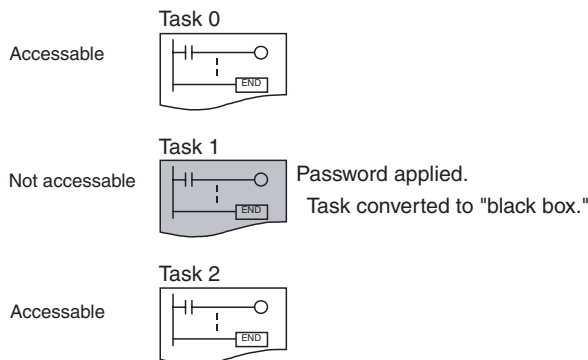 Task 0
Accessable
END
Task 1
Not accessable
Password applied.
Task converted to "black box."
END
Task 2
Accessable
END